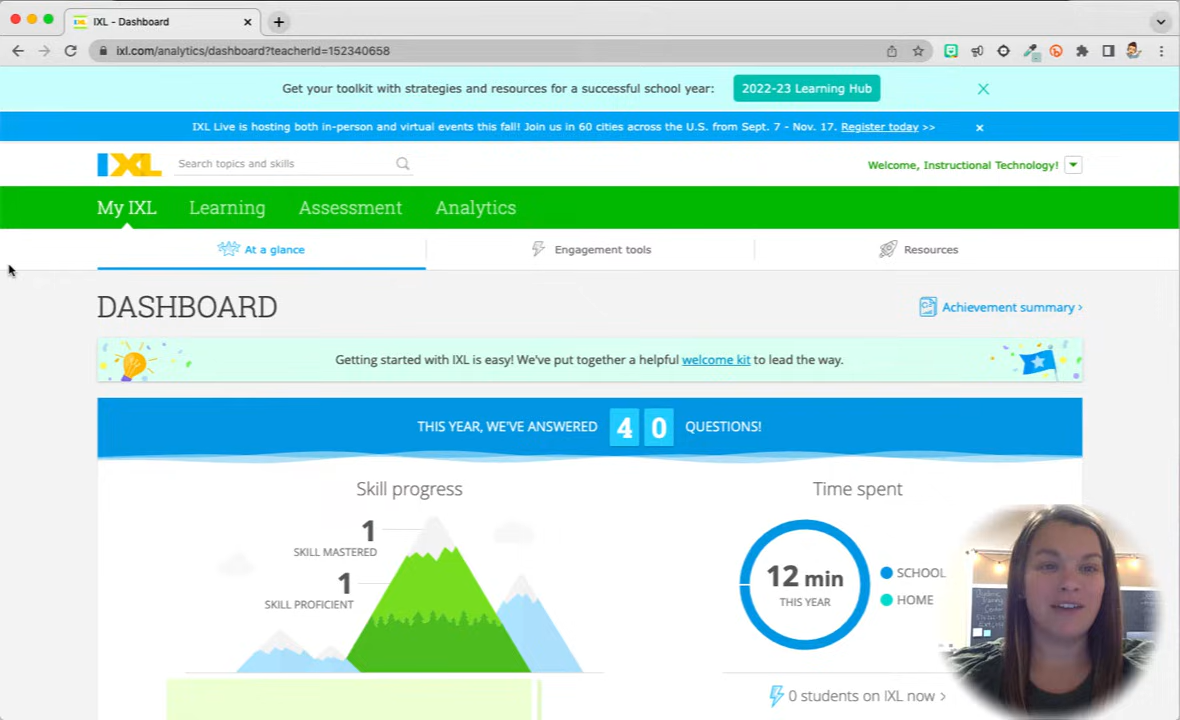 IXL - Dashboard
ixl.com/analytics/dashboard?teacherId=152340658
Get your toolkit with strategies and resources for a successful school year: 2022-23 Learning Hub
IXL Live is hosting both in-person and virtual events this fall! Join us in 60 cities across the U.S. from Sept. 7 - Nov. 17. Register today >>
IXL Search topics and skills Welcome, Instructional Technology!
My IXL Learning Assessment Analytics
At a glance Engagement tools Resources
DASHBOARD Achievement summary ›
Getting started with IXL is easy! We've put together a helpful welcome kit to lead the way.
THIS YEAR, WE'VE ANSWERED 4 0 QUESTIONS!
Skill progress
1
SKILL MASTERED
1
SKILL PROFICIENT
Time spent
12 min
THIS YEAR
SCHOOL
HOME
0 students on IXL now ›